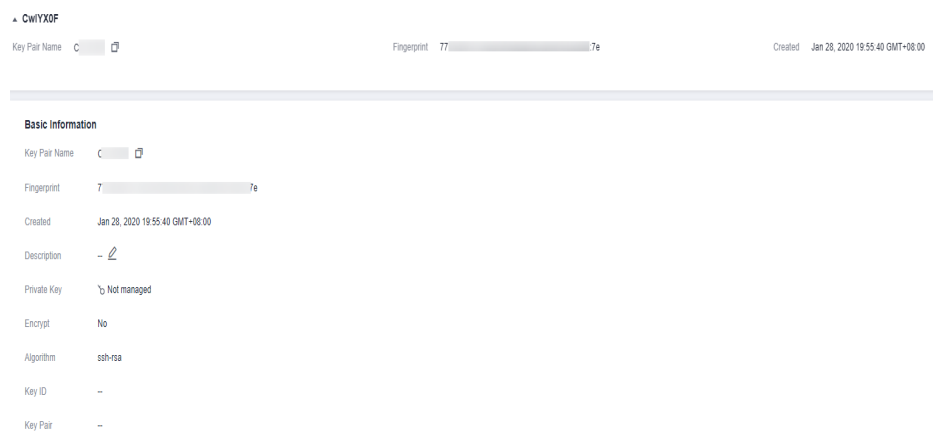 CwIYX0F
Key Pair Name C Fingerprint 77 7e Created Jan 28, 2020 19:55:40 GMT+08:00
Basic Information
Key Pair Name C
Fingerprint 7 7e
Created Jan 28, 2020 19:55:40 GMT+08:00
Description --
Private Key Not managed
Encrypt No
Algorithm ssh-rsa
Key ID --
Key Pair --